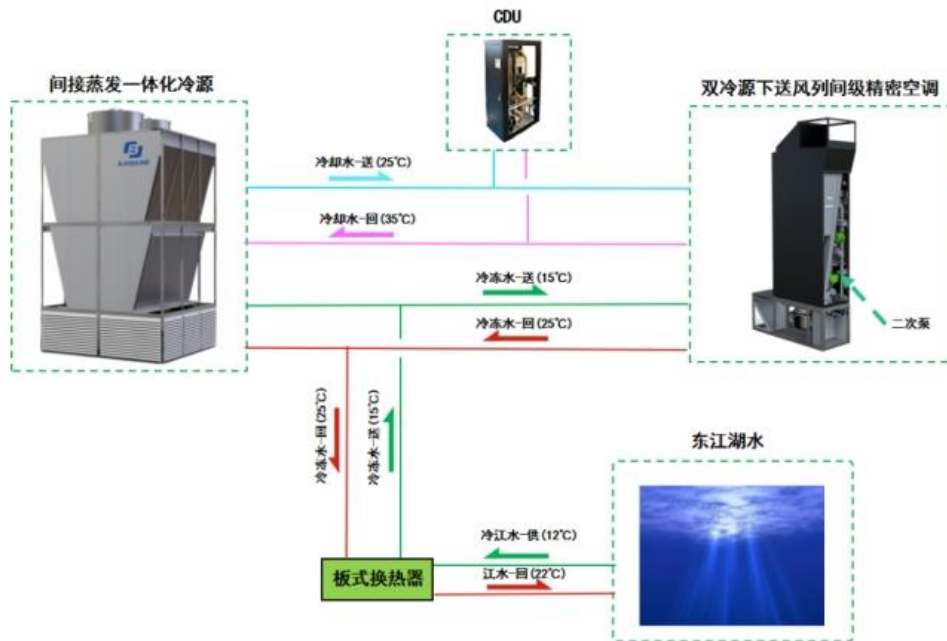 CDU
间接蒸发一体化冷源
双冷源下送风列间级精密空调
冷却水-送(25℃)
冷却水-回(35℃)
冷冻水-送(15℃)
二次泵
冷冻水-回(25℃)
冷冻水-回(25℃)
冷冻水-送(15℃)
东江湖水
冷江水-供(12℃)
板式换热器
江水-回(22℃)